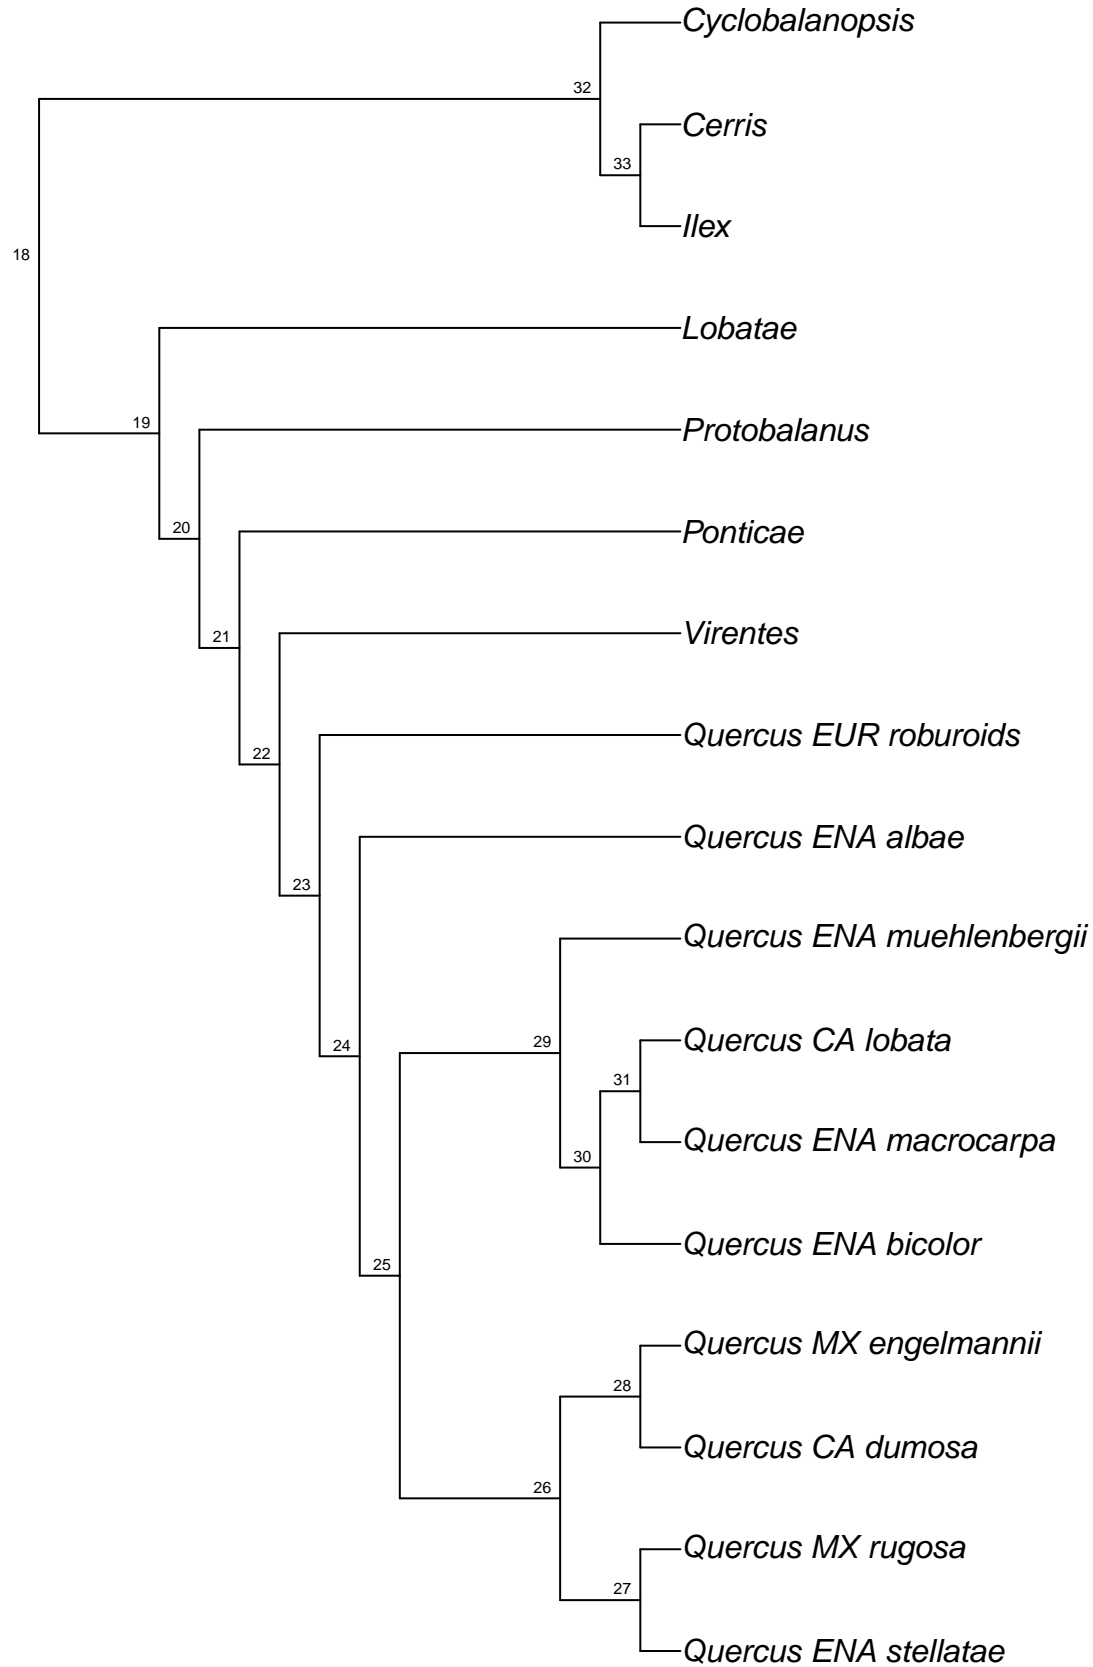 Cyclobalanopsis
32
Cerris
33
Ilex
18
Lobatae
19
Protobalanus
20
Ponticae
21
Virentes
22
Quercus EUR roburoids
Quercus ENA albae
23
Quercus ENA muehlenbergii
24
29
Quercus CA lobata
31
Quercus ENA macrocarpa
30
Quercus ENA bicolor
25
Quercus MX engelmannii
28
Quercus CA dumosa
26
Quercus MX rugosa
27
Quercus ENA stellatae